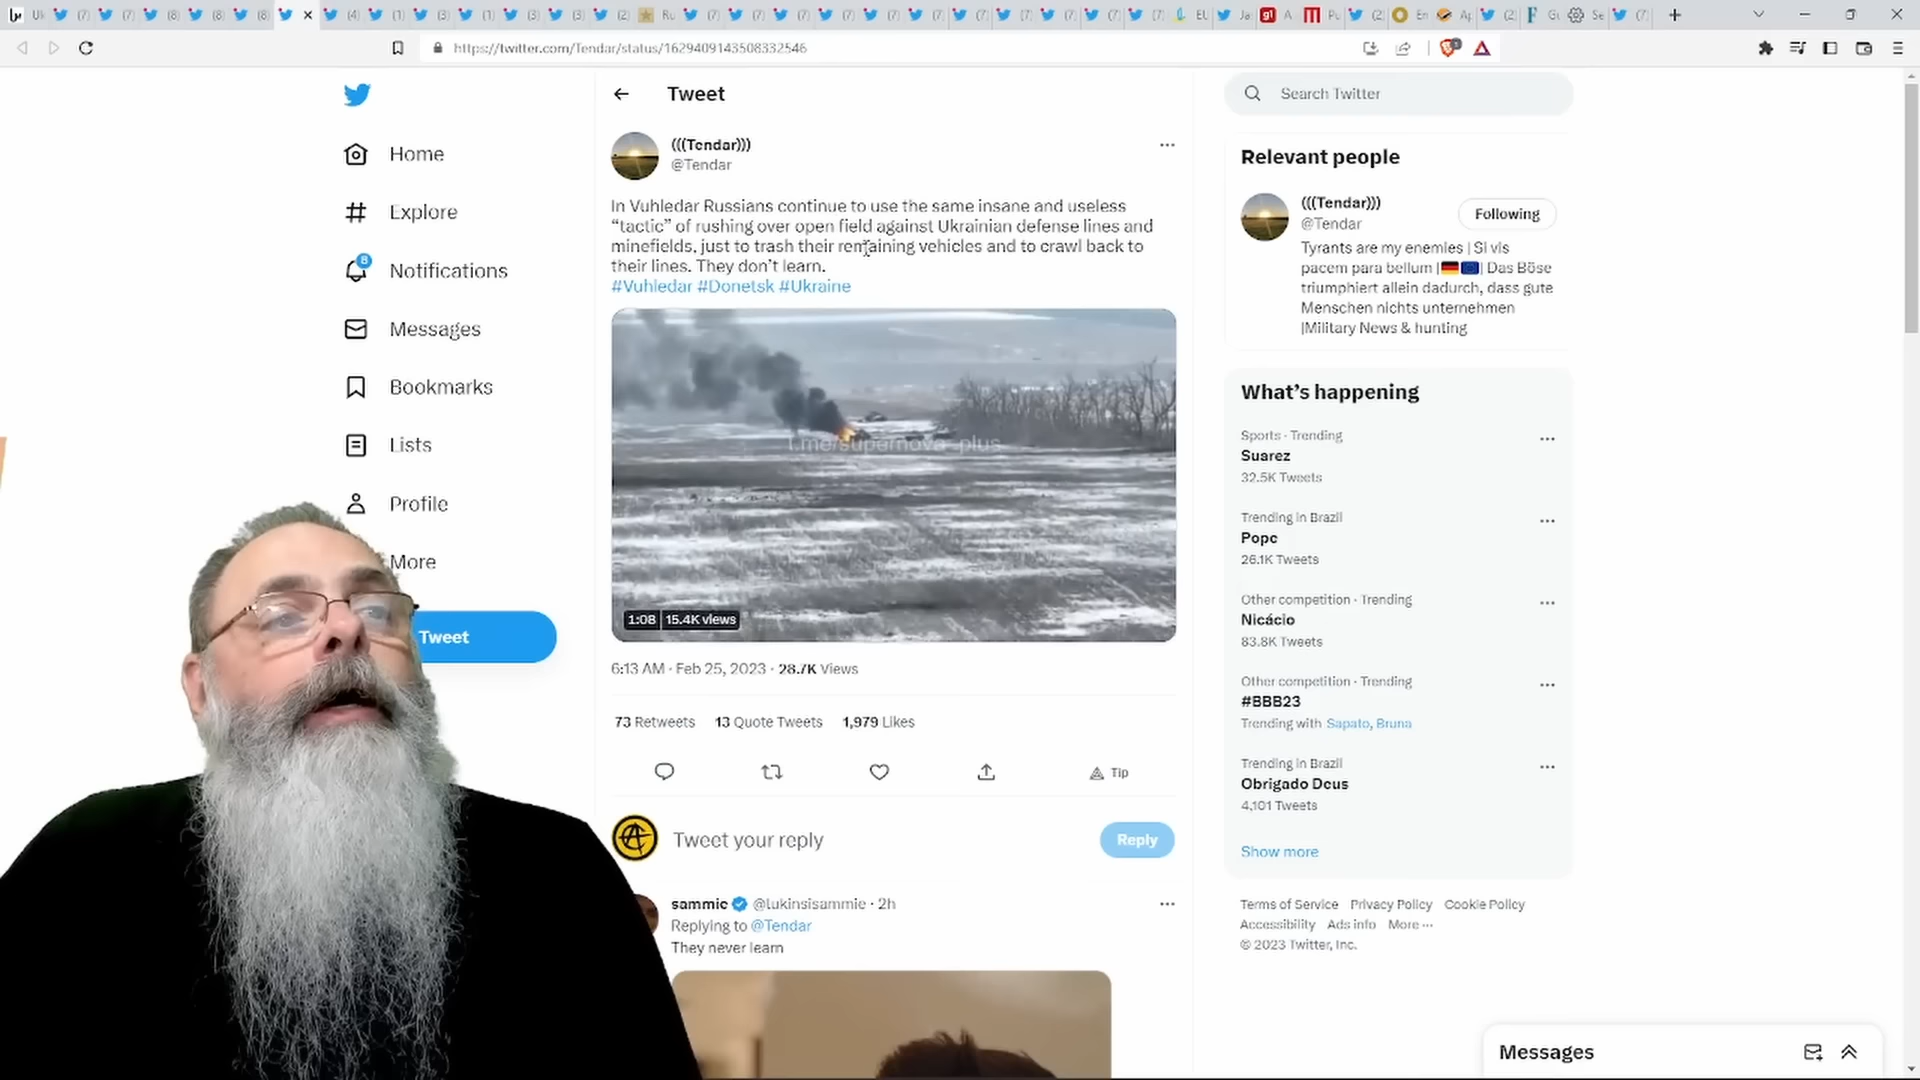 https://twitter.com/Tendar/status/1629409143508332546
Tweet
Search Twitter
Home
Explore
8
Notifications
Messages
Bookmarks
Lists
Profile
More
Tweet
(((Tendar)))
@Tendar
In Vuhledar Russians continue to use the same insane and useless
“tactic” of rushing over open field against Ukrainian defense lines and
minefields, just to trash their remaining vehicles and to crawl back to
their lines. They don’t learn.
#Vuhledar #Donetsk #Ukraine
t.me/supernova_plus
1:08 15.4K views
6:13 AM · Feb 25, 2023 · 28.7K Views
73 Retweets 13 Quote Tweets 1,979 Likes
Tip
Tweet your reply
Reply
sammie @lukinsisammie · 2h
Replying to @Tendar
They never learn
Relevant people
(((Tendar)))
@Tendar
Following
Tyrants are my enemies | Si vis
pacem para bellum | | Das Böse
triumphiert allein dadurch, dass gute
Menschen nichts unternehmen
|Military News & hunting
What’s happening
Sports · Trending
Suarez
32.5K Tweets
Trending in Brazil
Pope
26.1K Tweets
Other competition · Trending
Nicácio
83.8K Tweets
Other competition · Trending
#BBB23
Trending with Sapato, Bruna
Trending in Brazil
Obrigado Deus
4,101 Tweets
Show more
Terms of Service Privacy Policy Cookie Policy
Accessibility Ads info More ···
© 2023 Twitter, Inc.
Messages